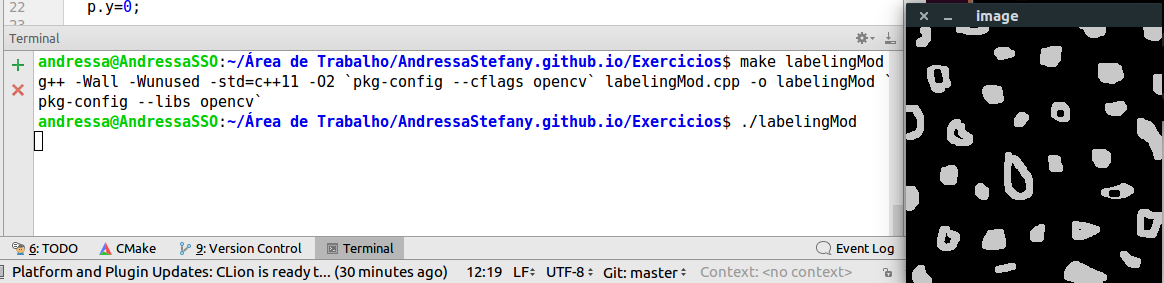 22 p.y=0;
23
Terminal
andressa@AndressaSSO:~/Área de Trabalho/AndressaStefany.github.io/Exercicios$ make labelingMod
g++ -Wall -Wunused -std=c++11 -O2 `pkg-config --cflags opencv` labelingMod.cpp -o labelingMod `
pkg-config --libs opencv`
andressa@AndressaSSO:~/Área de Trabalho/AndressaStefany.github.io/Exercicios$ ./labelingMod
6: TODO CMake 9: Version Control Terminal Event Log
Platform and Plugin Updates: CLion is ready t... (30 minutes ago) 12:19 LF UTF-8 Git: master Context: <no context>
image